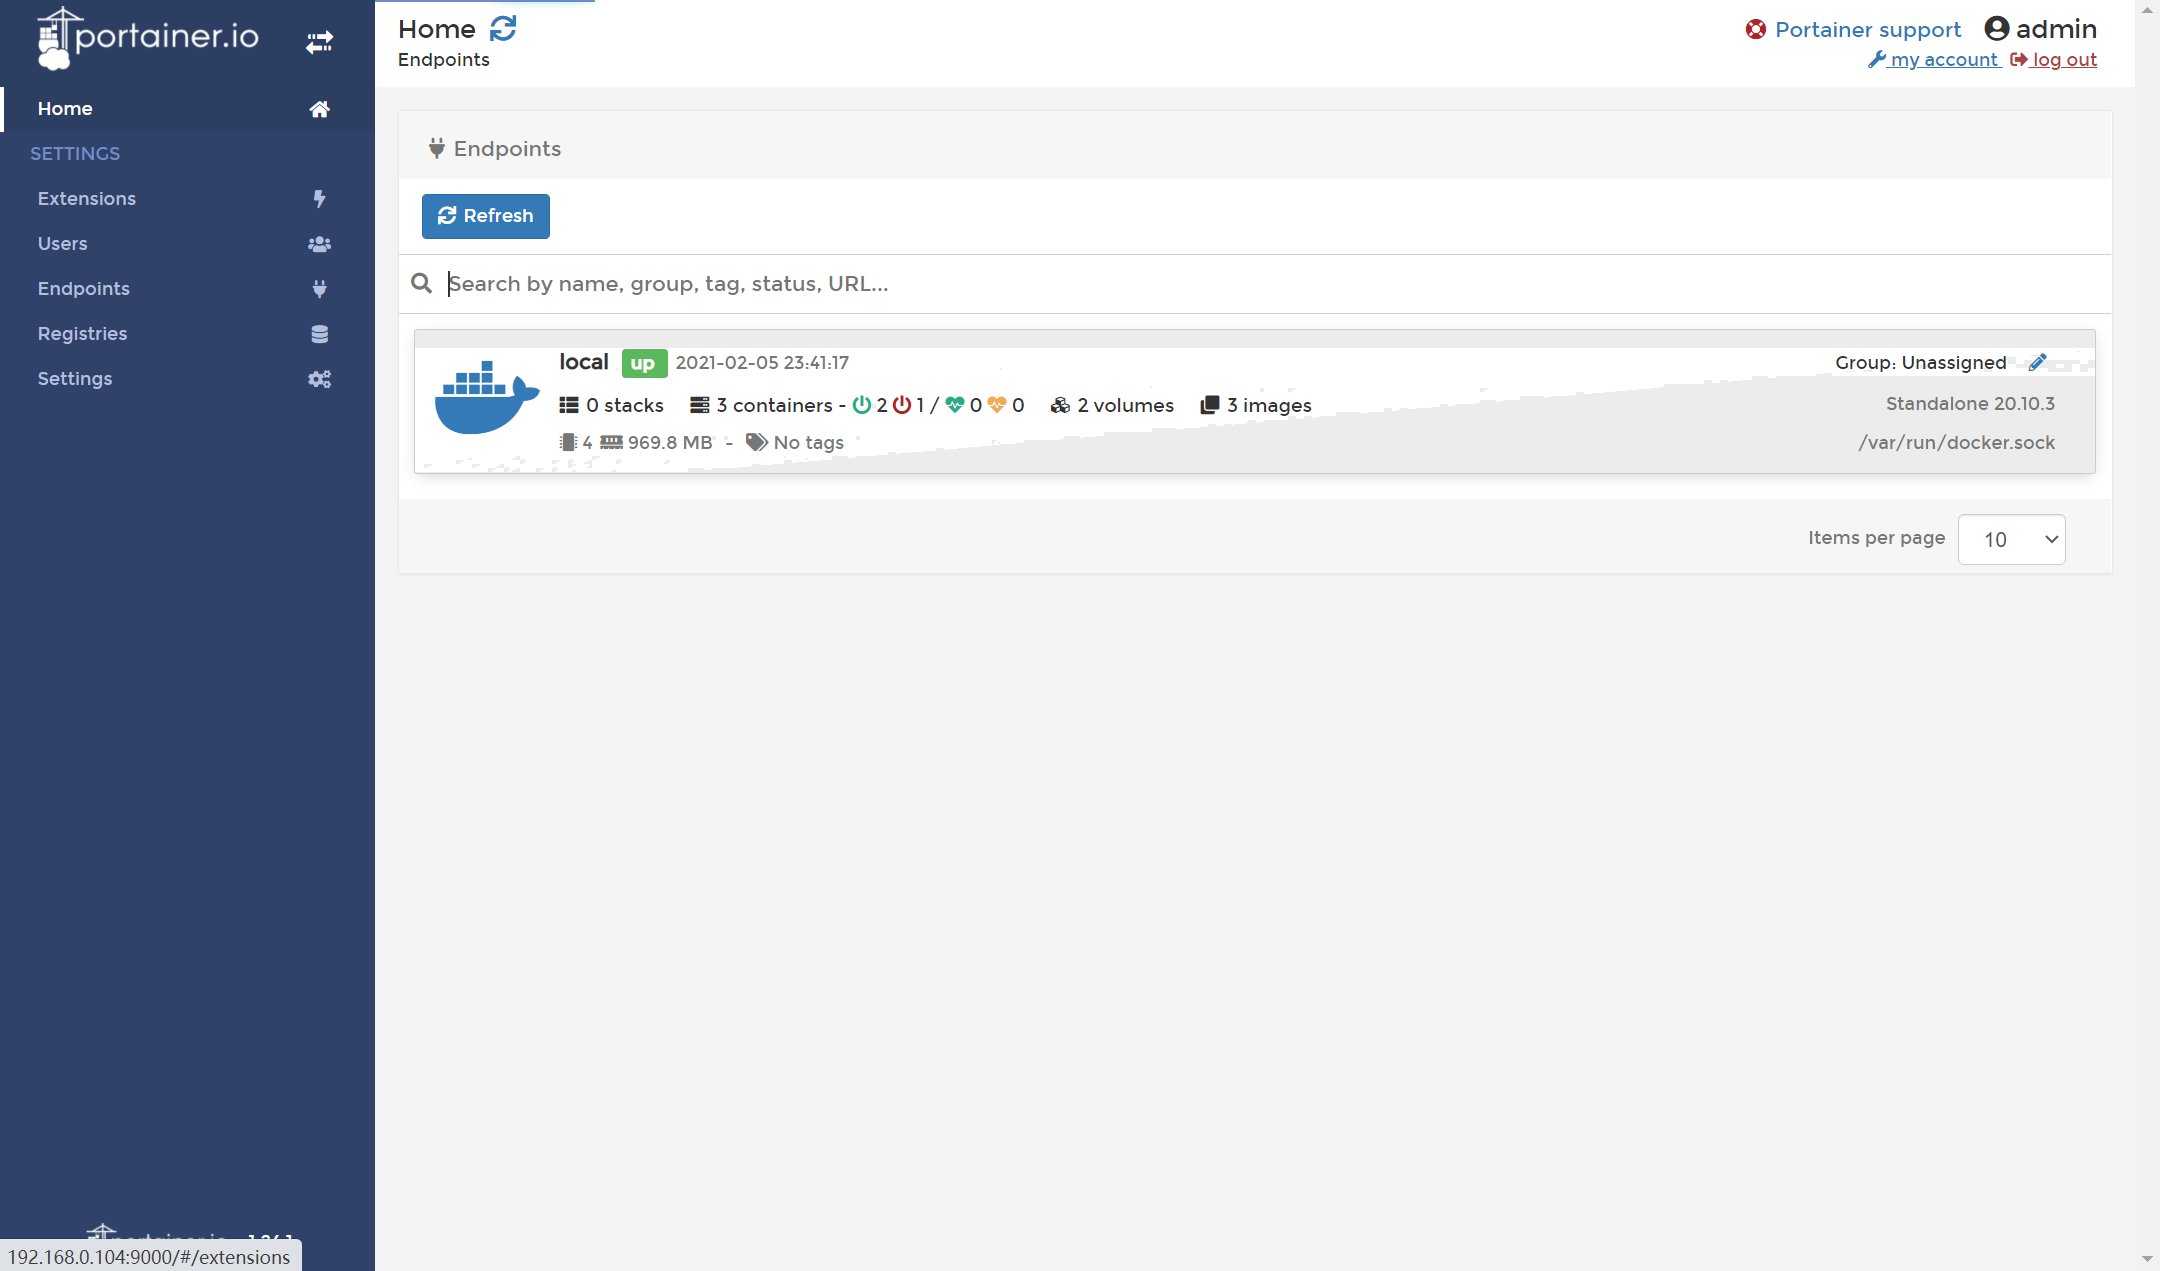 portainer.io
Home
SETTINGS
Extensions
Users
Endpoints
Registries
Settings
192.168.0.104:9000/#/extensions
Home
Endpoints
Portainer support
admin
my account
log out
Endpoints
Refresh
Search by name, group, tag, status, URL...
local up 2021-02-05 23:41:17
Group: Unassigned
0 stacks 3 containers - 2 1 / 0 0 2 volumes 3 images
Standalone 20.10.3
4 969.8 MB - No tags
/var/run/docker.sock
Items per page 10